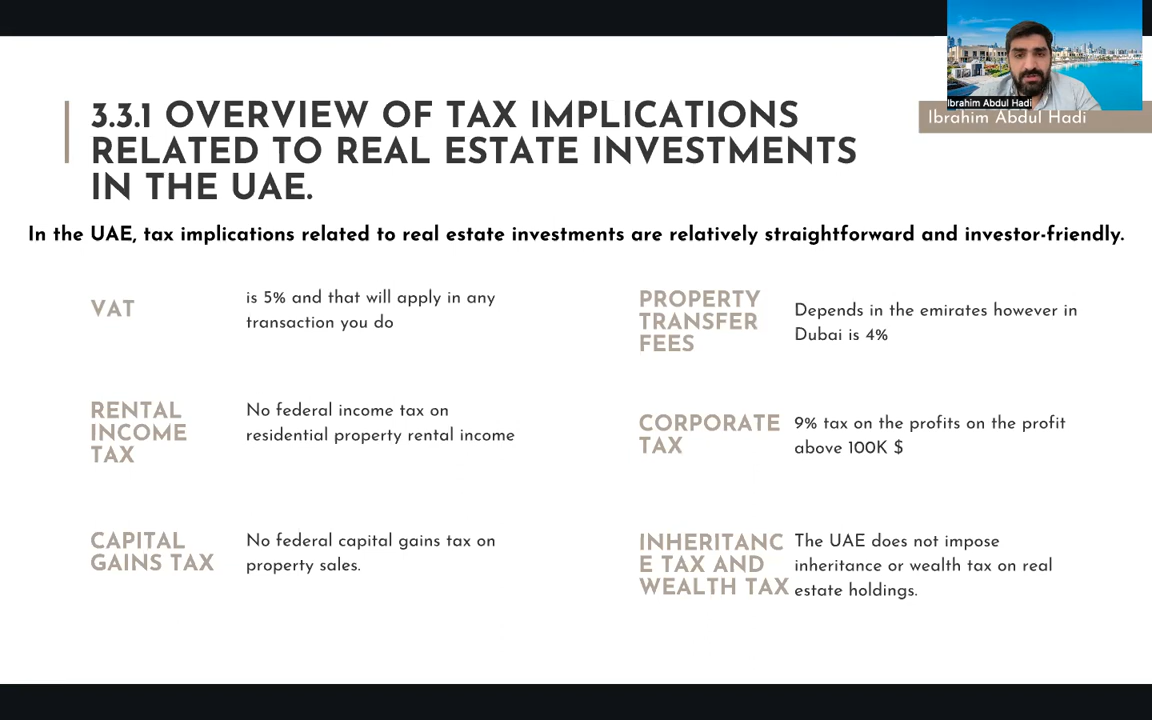 Ibrahim Abdul Hadi
Ibrahim Abdul Hadi
3.3.1 OVERVIEW OF TAX IMPLICATIONS
RELATED TO REAL ESTATE INVESTMENTS
IN THE UAE.
In the UAE, tax implications related to real estate investments are relatively straightforward and investor-friendly.
VAT
is 5% and that will apply in any
transaction you do
RENTAL
INCOME
TAX
No federal income tax on
residential property rental income
CAPITAL
GAINS TAX
No federal capital gains tax on
property sales.
PROPERTY
TRANSFER
FEES
Depends in the emirates however in
Dubai is 4%
CORPORATE
TAX
9% tax on the profits on the profit
above 100K $
INHERITANC
E TAX AND
WEALTH TAX
The UAE does not impose
inheritance or wealth tax on real
estate holdings.